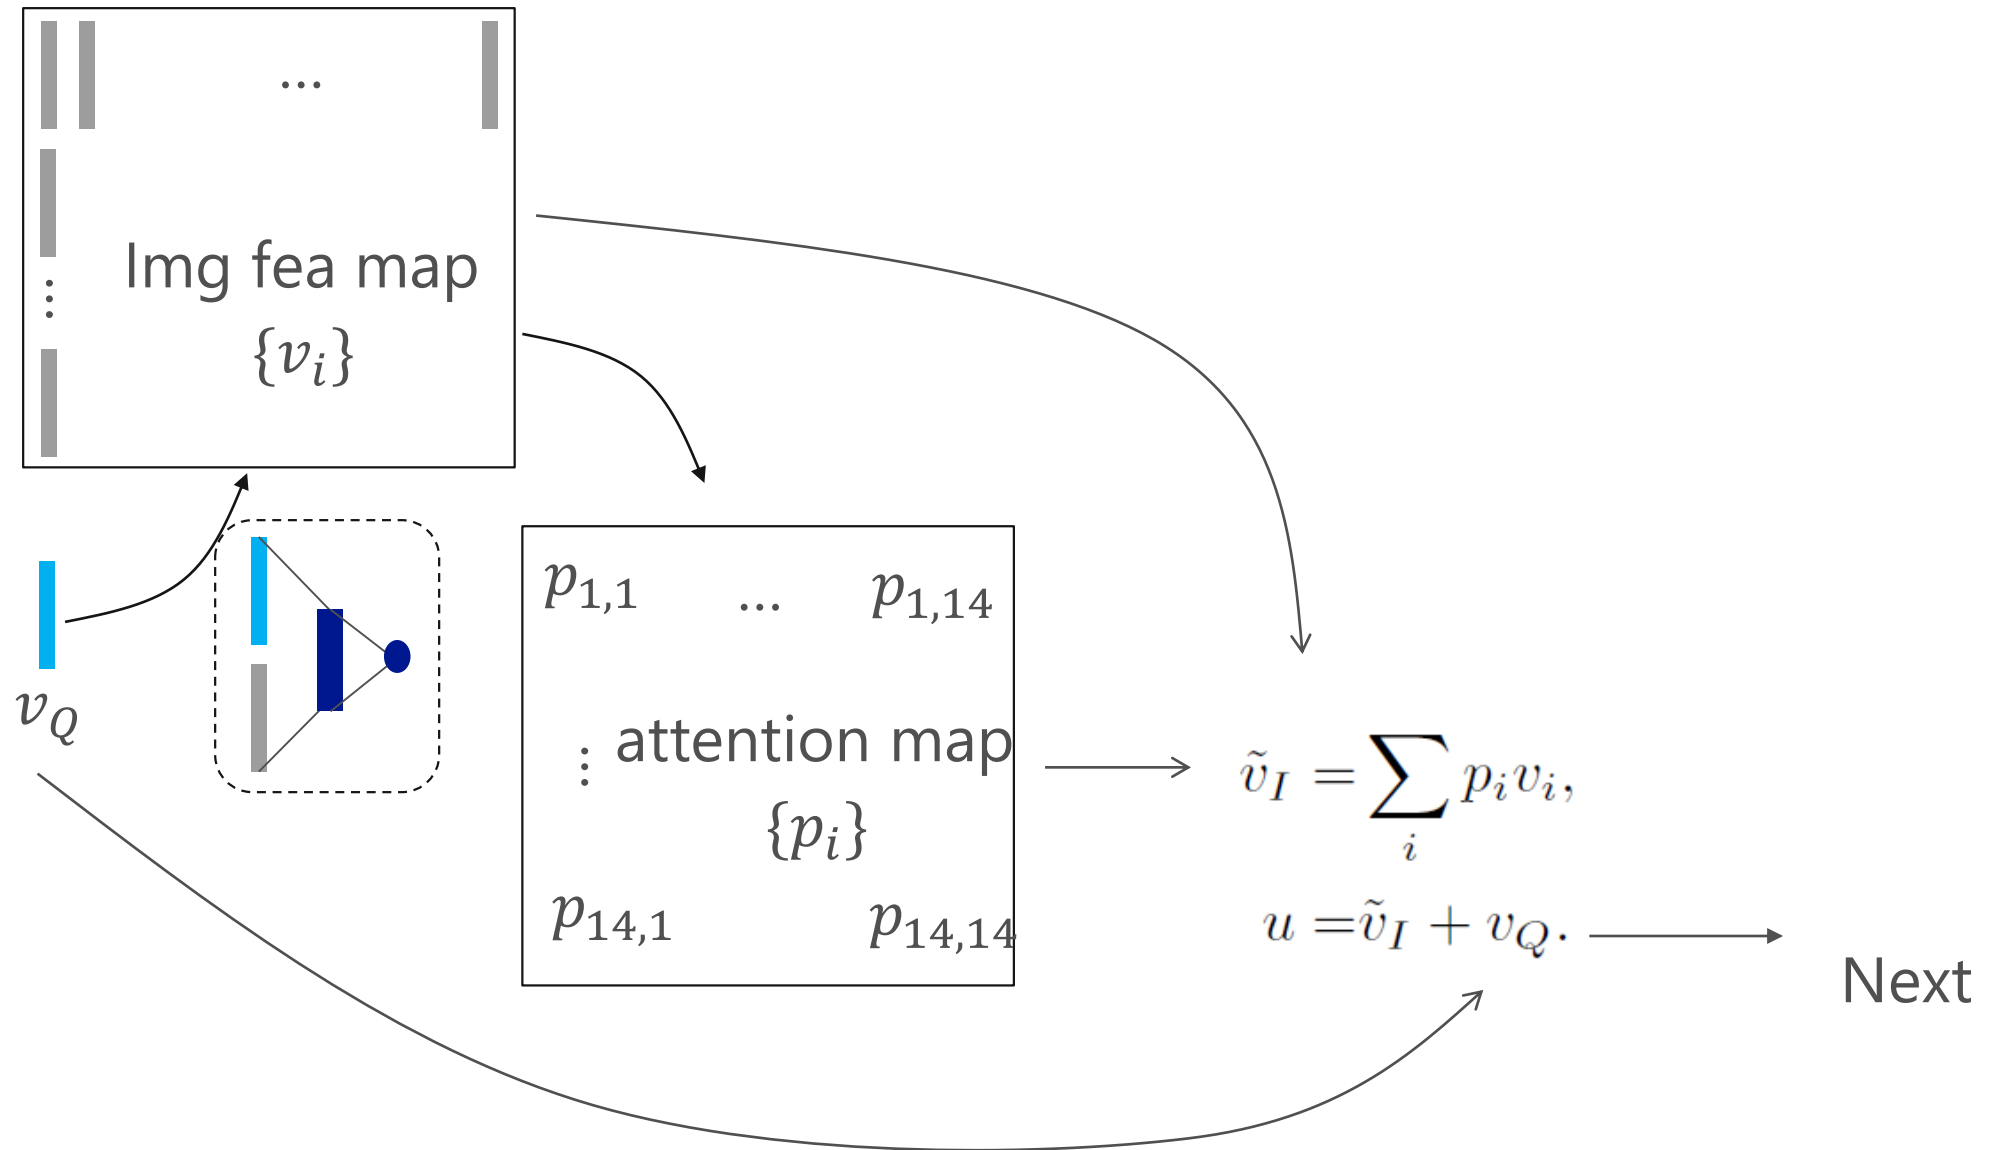 ...
Img fea map
⋮
{v_i}
v_Q
p_{1,1} ... p_{1,14}
⋮ attention map
{p_i}
p_{14,1} p_{14,14}
ṽ_I = ∑_i p_i v_i,
u = ṽ_I + v_Q.
Next